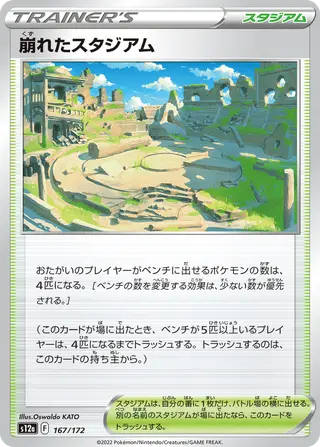 TRAINER'S スタジアム
崩れたスタジアム
おたがいのプレイヤーがベンチに出せるポケモンの数は、
4匹になる。[ベンチの数を変更する効果は、少ない数が優先
される。]
(このカードが場に出たとき、ベンチが5匹以上いるプレイ
ヤーは、4匹になるまでトラッシュする。トラッシュするのは、
このカードの持ち主から。)
Illus.Oswaldo KATO
s12a F 167/172
スタジアムは、自分の番に1枚だけ、バトル場の横に出せる。
別の名前のスタジアムが場に出たなら、このカードを
トラッシュする。
©2022 Pokémon/Nintendo/Creatures/GAME FREAK.